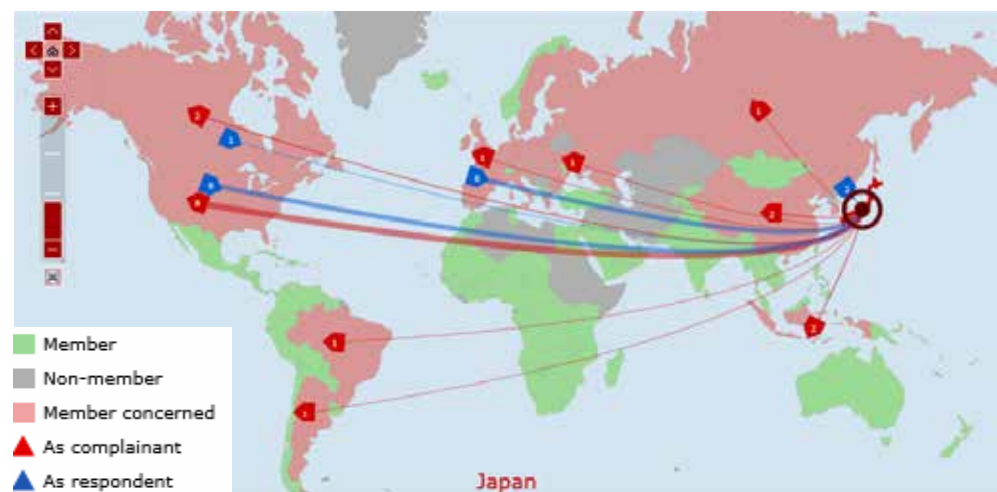 Member
Non-member
Member concerned
As complainant
As respondent
Japan